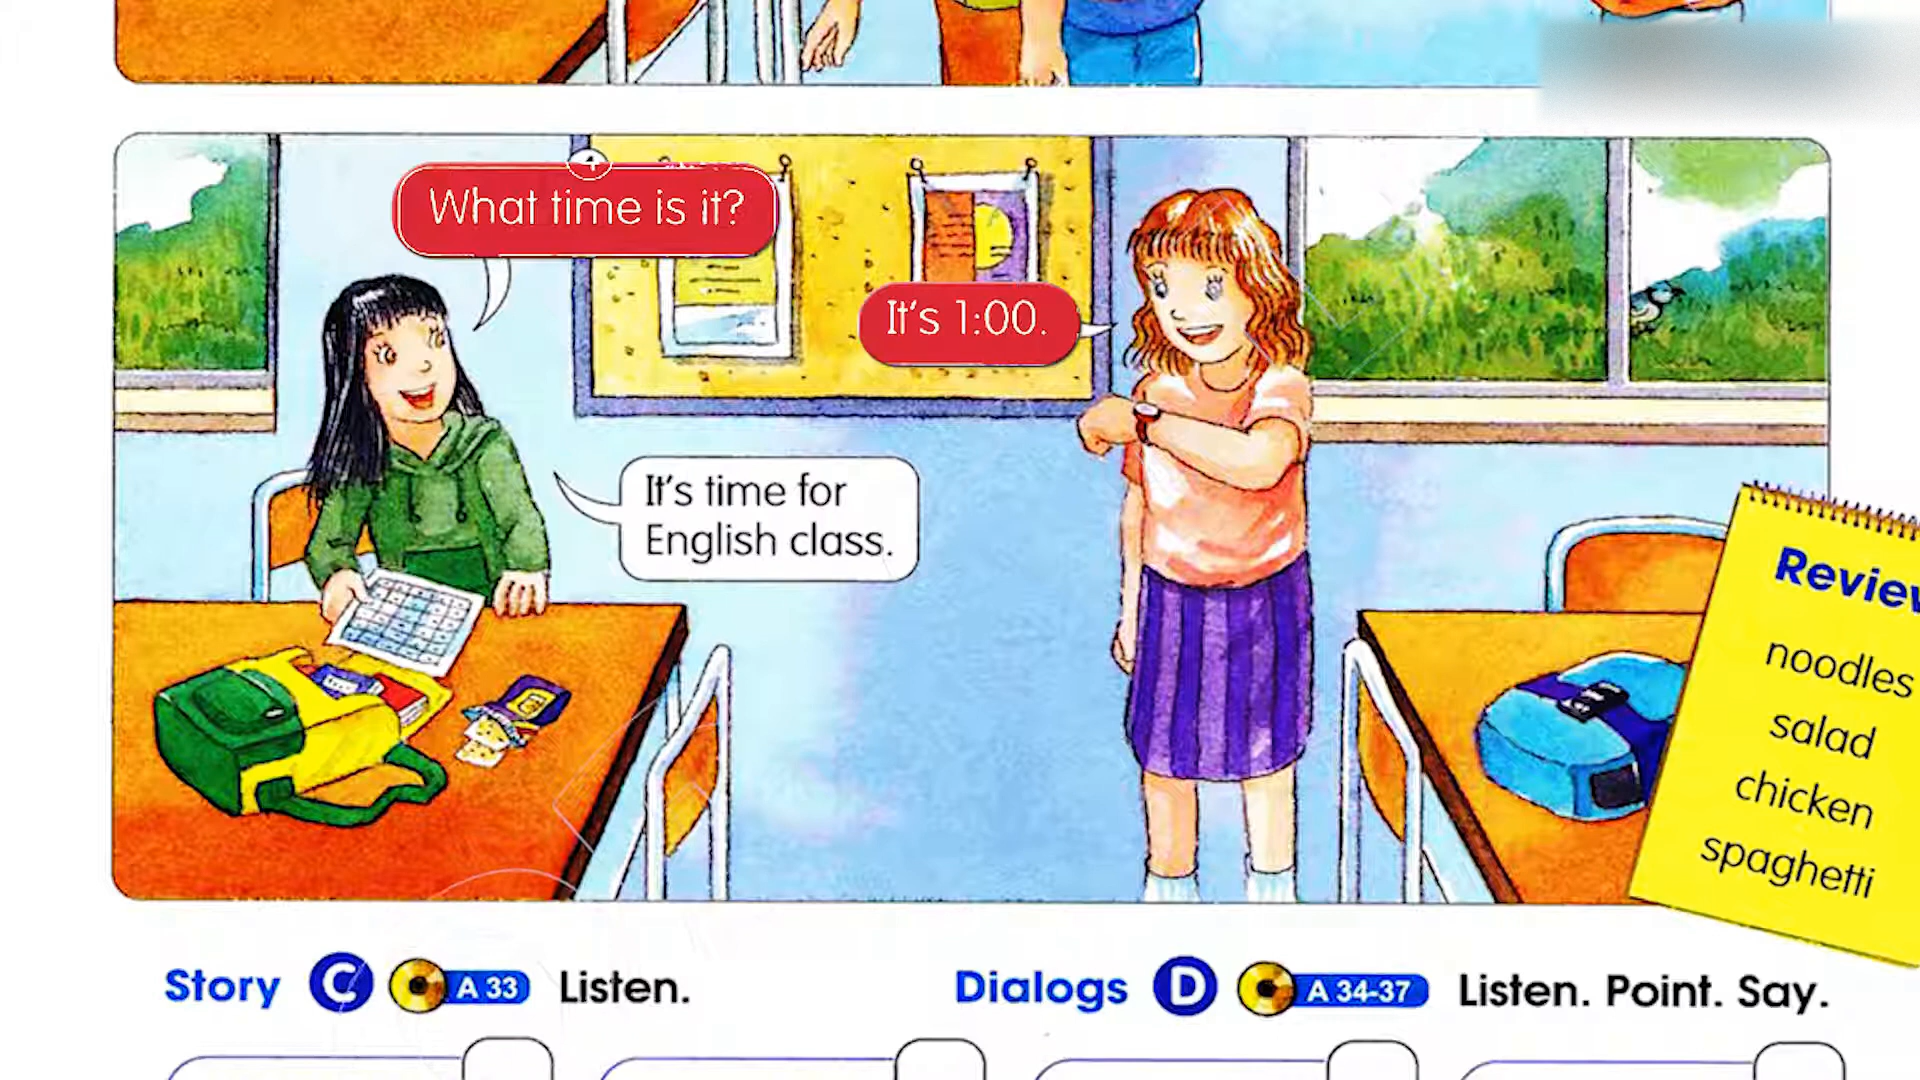 4
What time is it?
It's 1:00.
It's time for
English class.
Review
noodles
salad
chicken
spaghetti
Story C A 33 Listen.
Dialogs D A 34-37 Listen. Point. Say.